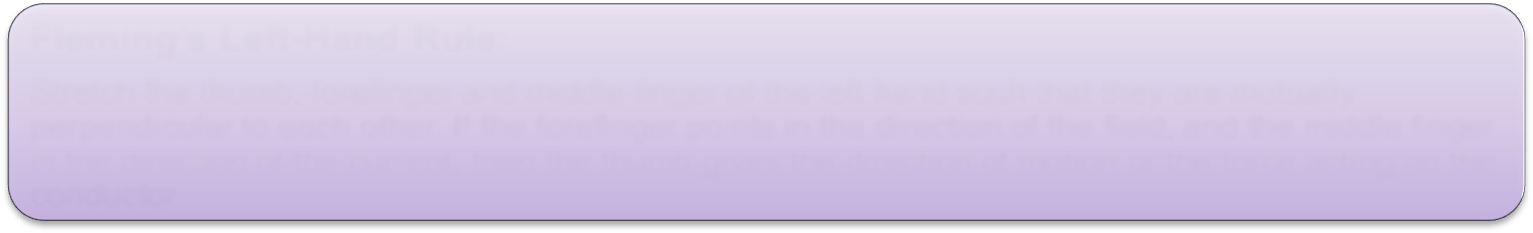 Fleming's Left-Hand Rule
Stretch the thumb, forefinger and middle finger of the left hand such that they are mutually
perpendicular to each other. If the forefinger points in the direction of the field, and the middle finger
in the direction of the current, then the thumb gives the direction of motion or the force acting on the
conductor